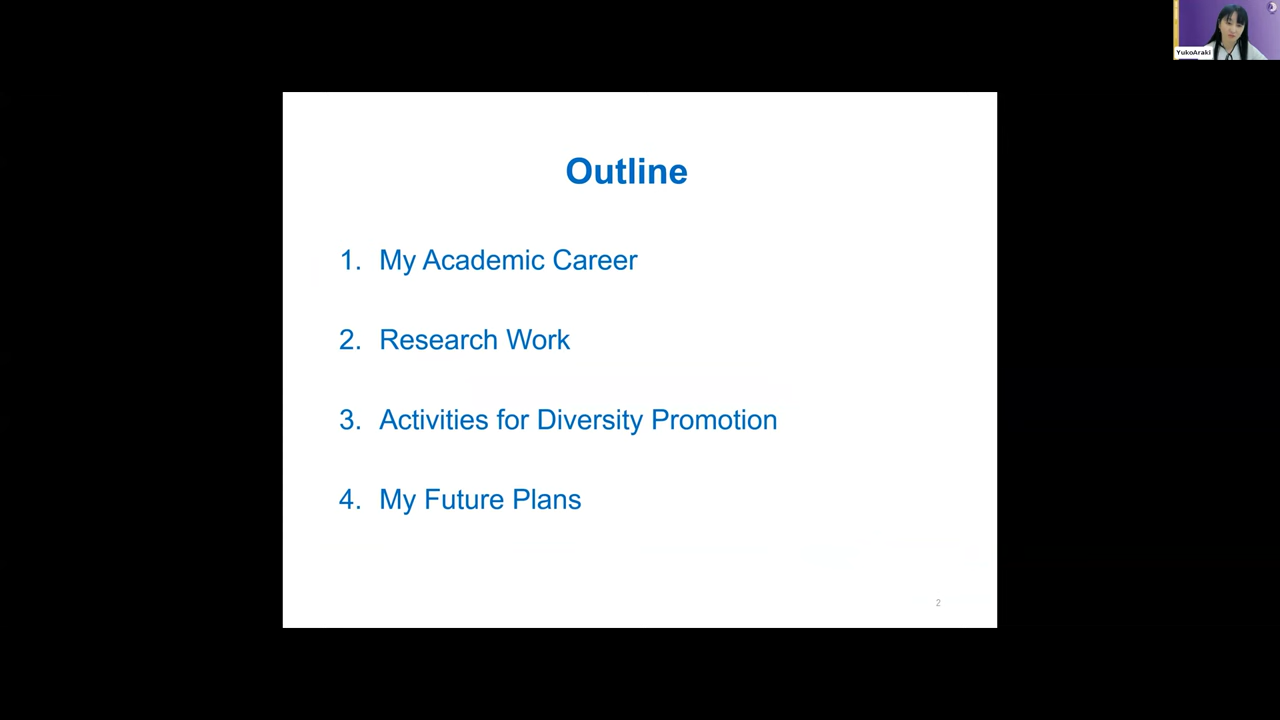 YukoAraki
Outline
1. My Academic Career
2. Research Work
3. Activities for Diversity Promotion
4. My Future Plans
2